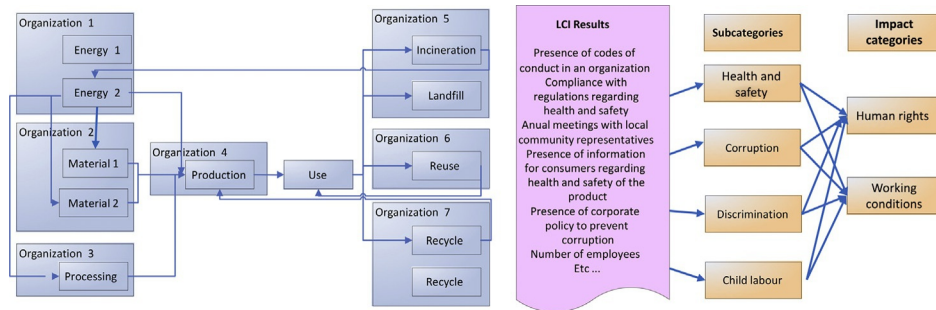 Organization 1
Energy 1
Energy 2
Organization 2
Material 1
Material 2
Organization 3
Processing
Organization 4
Production
Use
Organization 5
Incineration
Landfill
Organization 6
Reuse
Organization 7
Recycle
Recycle
LCI Results
Presence of codes of
conduct in an organization
Compliance with
regulations regarding
health and safety
Anual meetings with local
community representatives
Presence of information
for consumers regarding
health and safety of the
product
Presence of corporate
policy to prevent
corruption
Number of employees
Etc ...
Subcategories
Health and
safety
Corruption
Discrimination
Child labour
Impact
categories
Human rights
Working
conditions